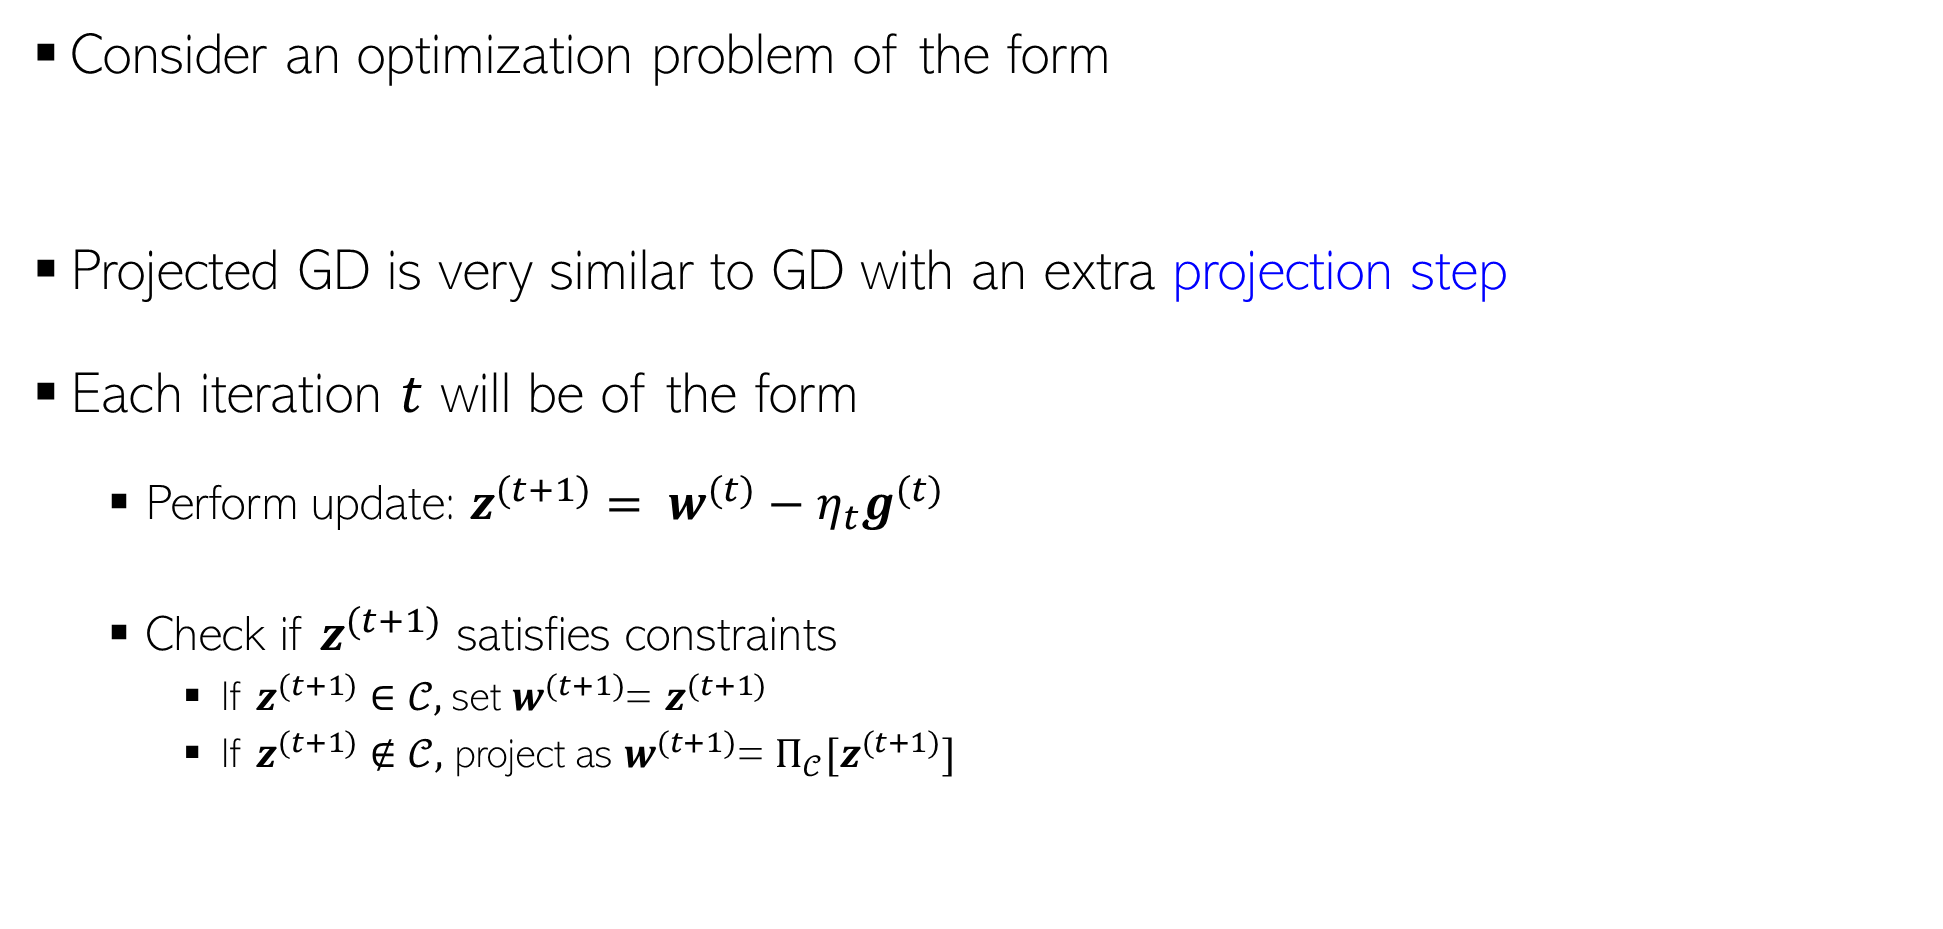 ▪ Consider an optimization problem of the form
▪ Projected GD is very similar to GD with an extra projection step
▪ Each iteration t will be of the form
▪ Perform update: z^(t+1) = w^(t) − η_t g^(t)
▪ Check if z^(t+1) satisfies constraints
▪ If z^(t+1) ∈ 𝒞, set w^(t+1) = z^(t+1)
▪ If z^(t+1) ∉ 𝒞, project as w^(t+1) = Π_𝒞[z^(t+1)]